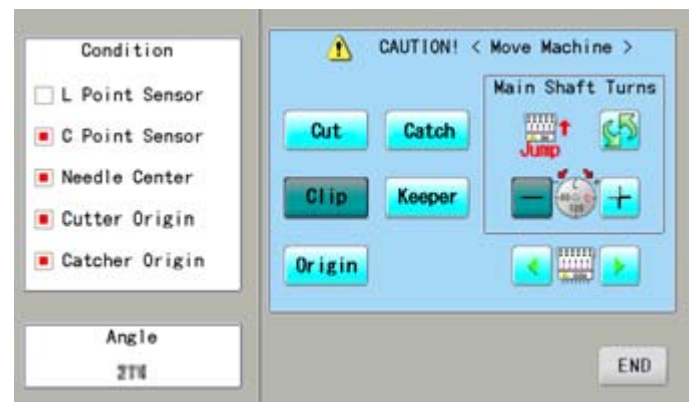 Condition
L Point Sensor
C Point Sensor
Needle Center
Cutter Origin
Catcher Origin
Angle
CAUTION! < Move Machine >
Main Shaft Turns
Cut
Catch
Jump
Clip
Keeper
Origin
END